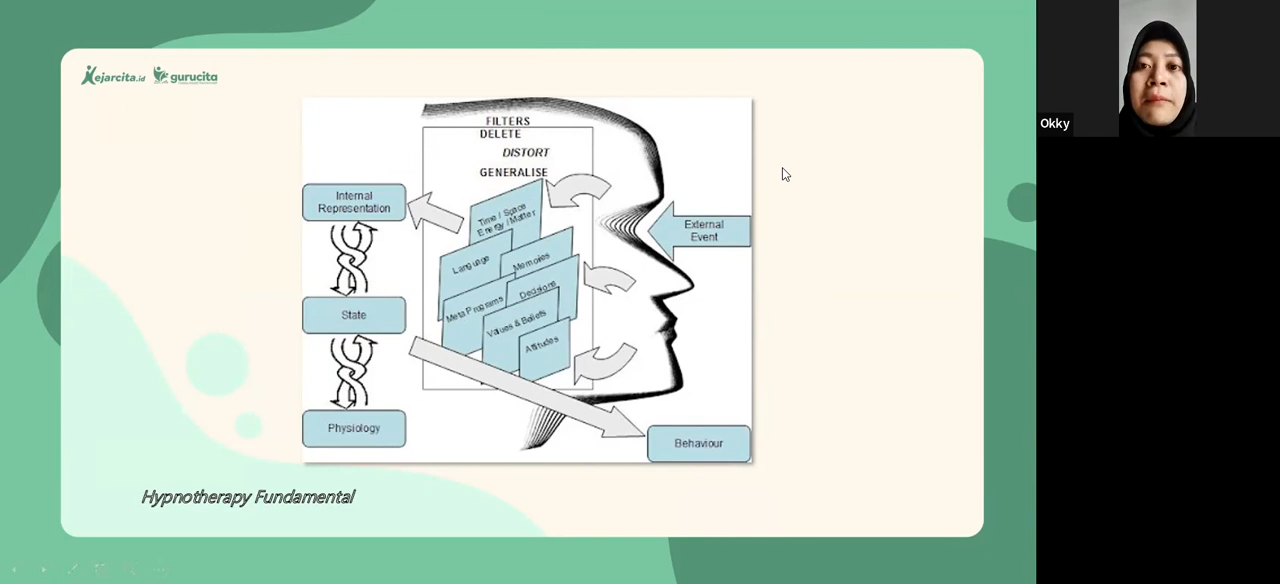 Kejarcita.id gurucita
FILTERS
DELETE
DISTORT
GENERALISE
Internal
Representation
Time / Space
Energy / Matter
External
Event
Language
Memories
Decisions
Meta Programs
Values & Beliefs
Attitudes
State
Physiology
Behaviour
Hypnotherapy Fundamental
Okky